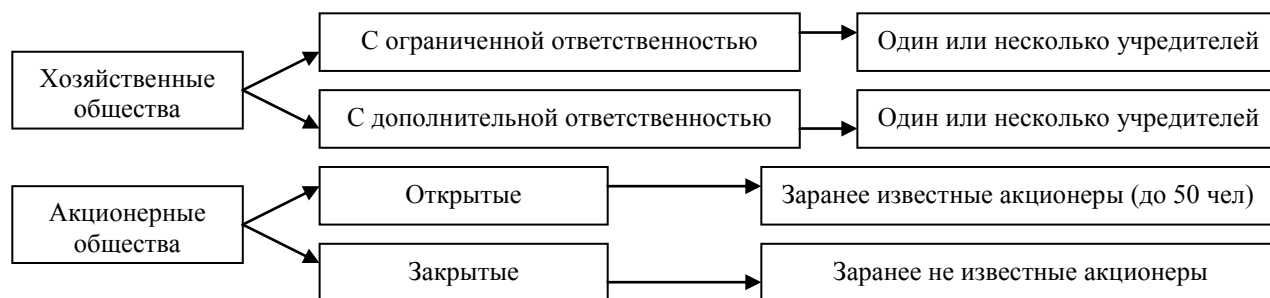 С ограниченной ответственностью
Один или несколько учредителей
Хозяйственные
общества
С дополнительной ответственностью
Один или несколько учредителей
Открытые
Заранее известные акционеры (до 50 чел)
Акционерные
общества
Закрытые
Заранее не известные акционеры